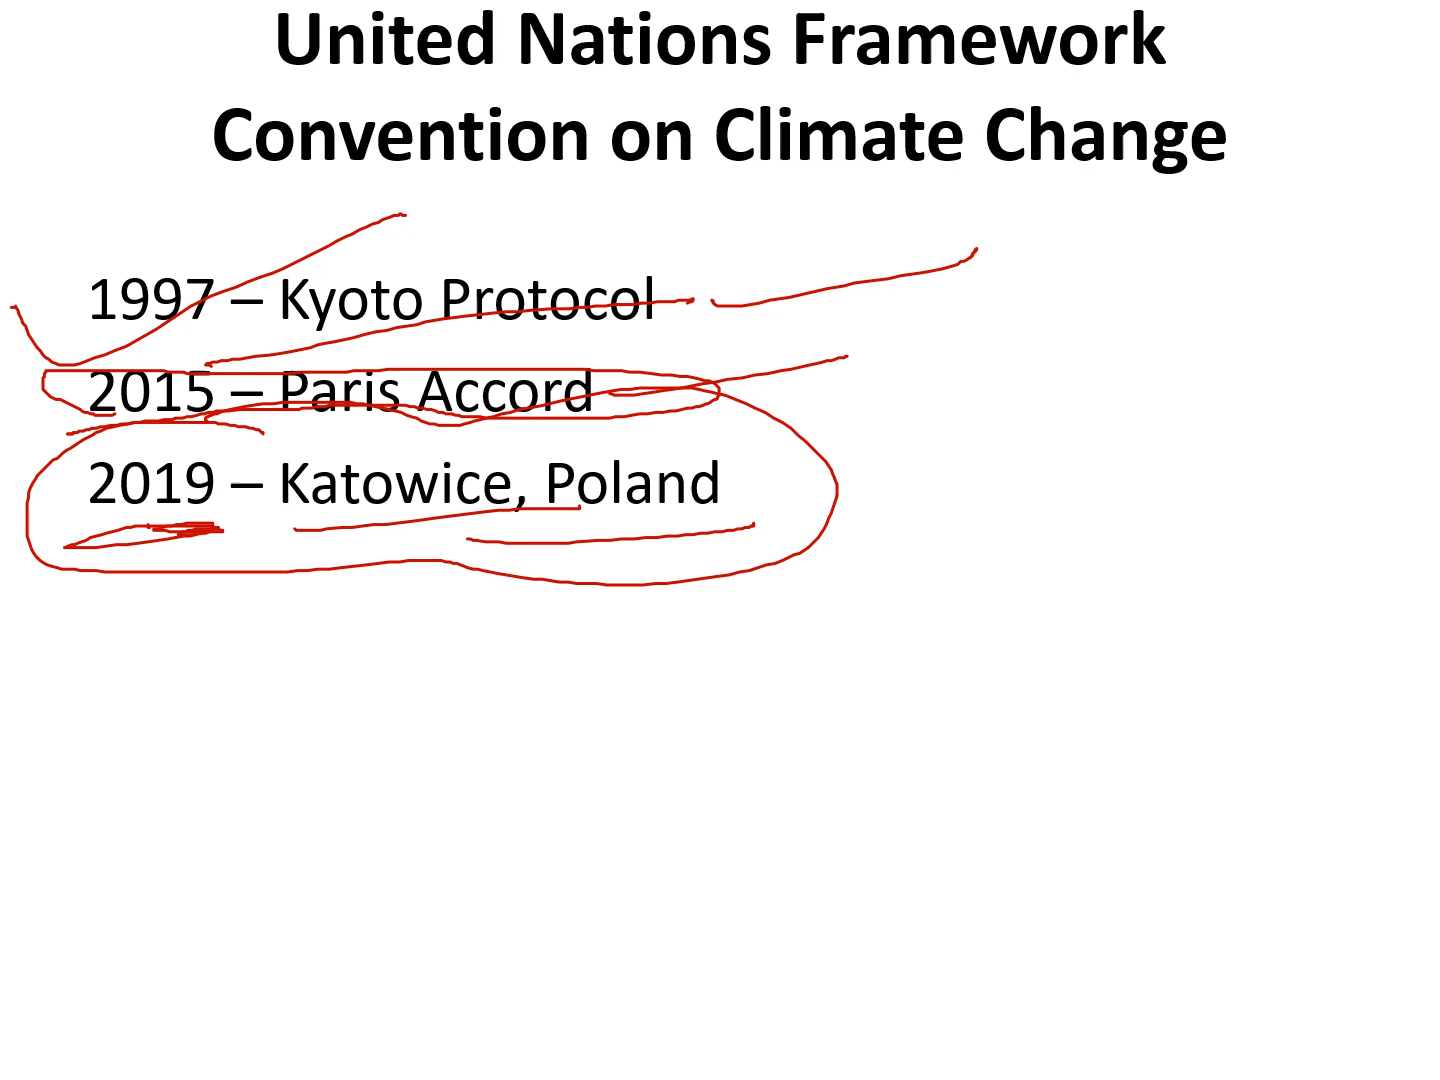 United Nations Framework
Convention on Climate Change
1997 – Kyoto Protocol
2015 – Paris Accord
2019 – Katowice, Poland